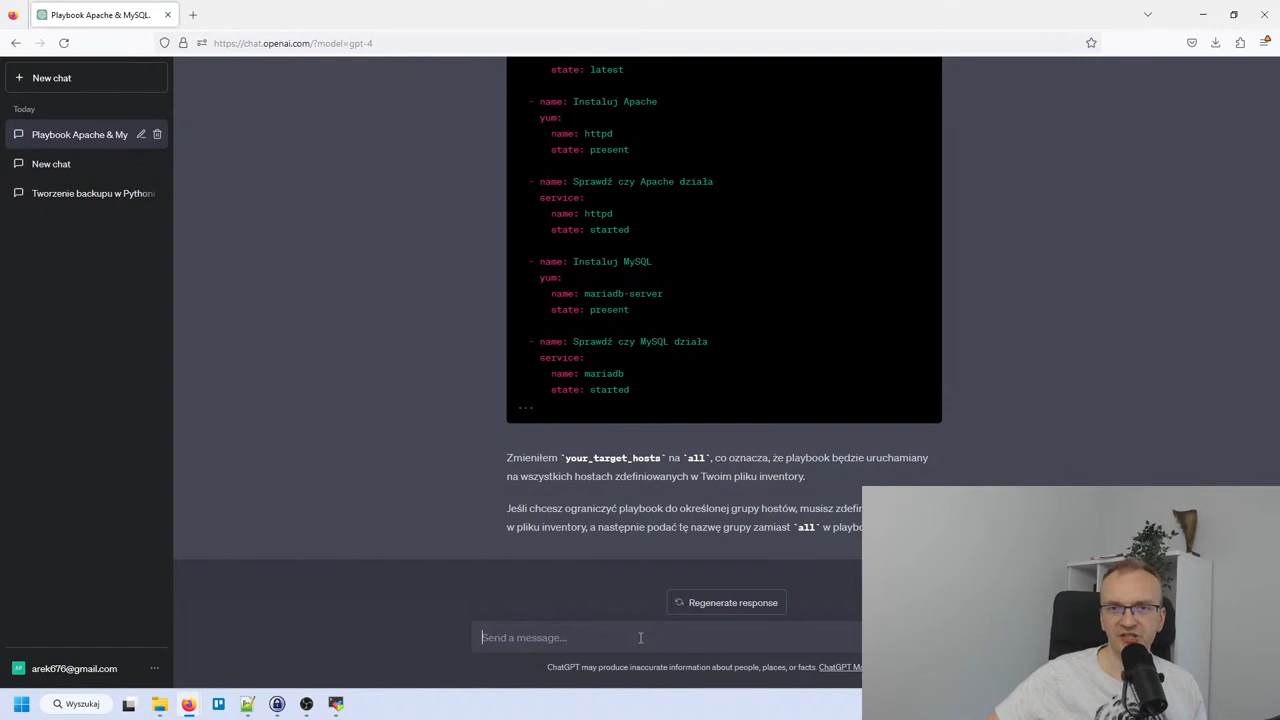 Playbook Apache & MySQL.
https://chat.openai.com/?model=gpt-4
New chat
Today
Playbook Apache & My
New chat
Tworzenie backupu w Pythoni
state: latest
- name: Instaluj Apache
yum:
name: httpd
state: present
- name: Sprawdź czy Apache działa
service:
name: httpd
state: started
- name: Instaluj MySQL
yum:
name: mariadb-server
state: present
- name: Sprawdź czy MySQL działa
service:
name: mariadb
state: started
...
Zmieniłem `your_target_hosts` na `all`, co oznacza, że playbook będzie uruchamiany
na wszystkich hostach zdefiniowanych w Twoim pliku inventory.
Jeśli chcesz ograniczyć playbook do określonej grupy hostów, musisz zdefin
w pliku inventory, a następnie podać tę nazwę grupy zamiast `all` w playbo
Regenerate response
Send a message...
ChatGPT may produce inaccurate information about people, places, or facts. ChatGPT Ma
AR arek676@gmail.com
Wyszukaj